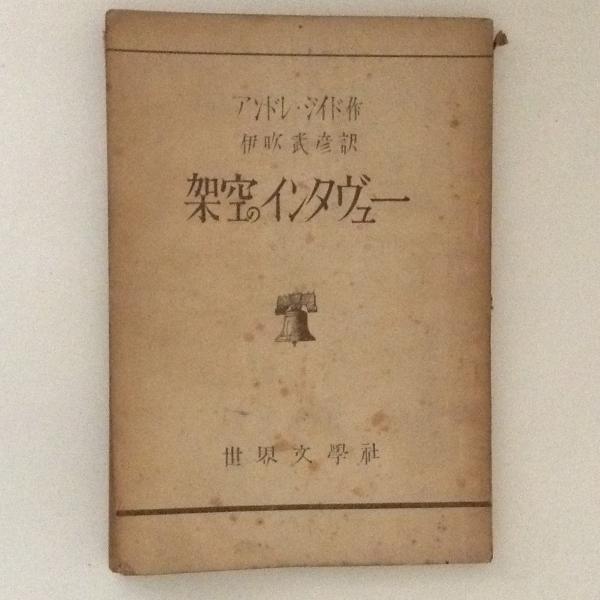 アンドレ・ジイド作
伊吹武彦訳
架空のインタヴュー
世界文學社